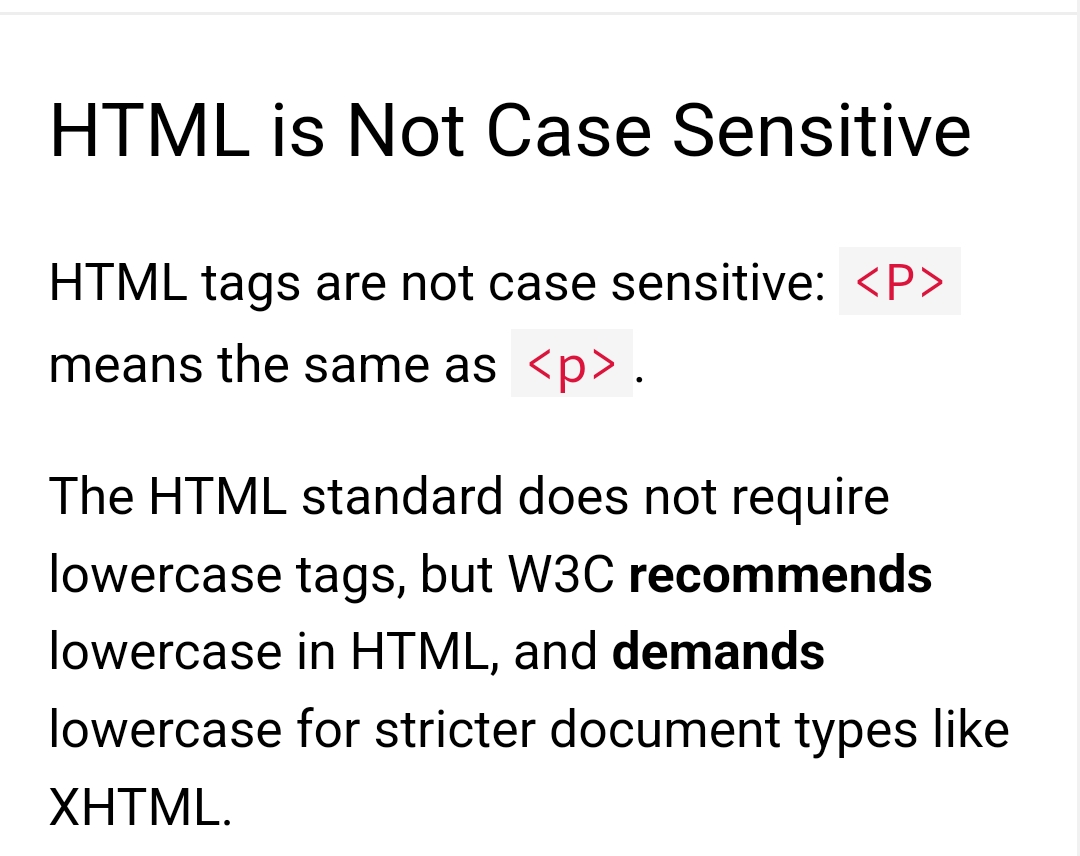 HTML is Not Case Sensitive
HTML tags are not case sensitive: <P>
means the same as <p>.
The HTML standard does not require
lowercase tags, but W3C recommends
lowercase in HTML, and demands
lowercase for stricter document types like
XHTML.